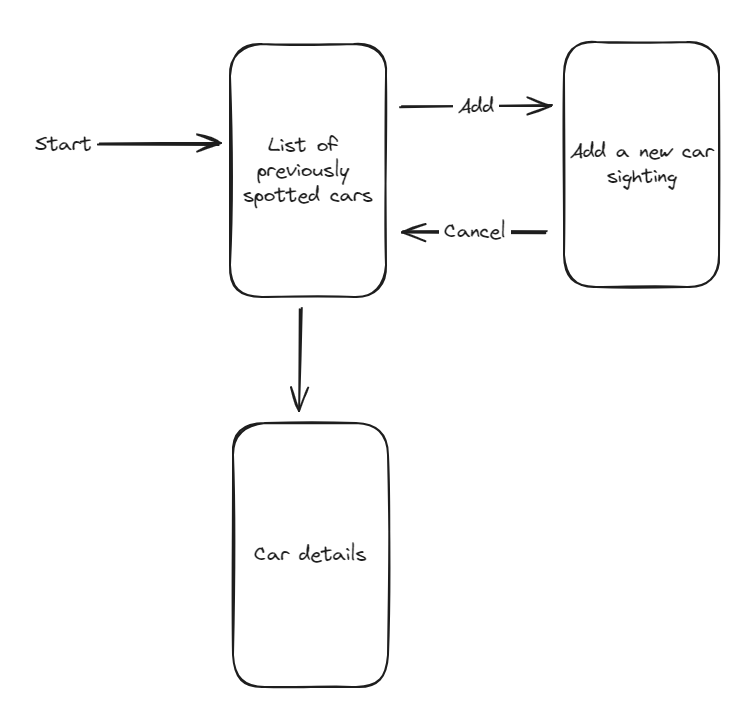 Start
List of
previously
spotted cars
Add
Add a new car
sighting
Cancel
Car details